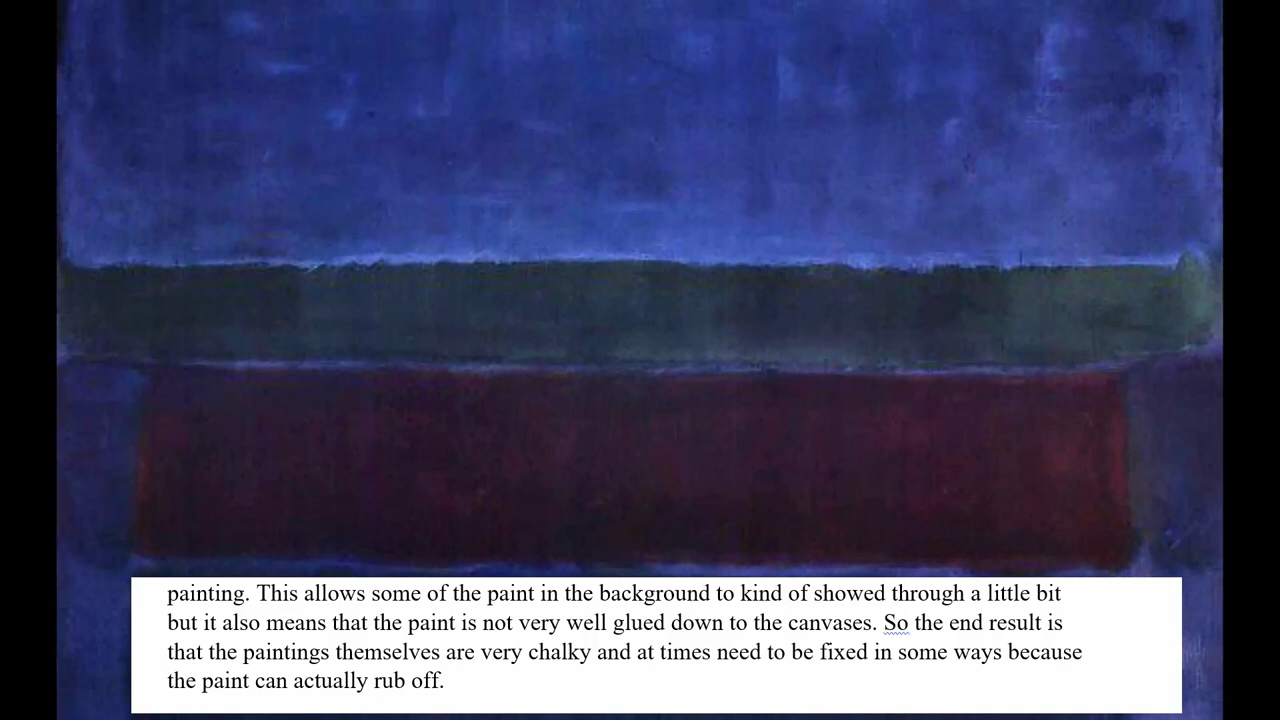 painting. This allows some of the paint in the background to kind of showed through a little bit
but it also means that the paint is not very well glued down to the canvases. So the end result is
that the paintings themselves are very chalky and at times need to be fixed in some ways because
the paint can actually rub off.